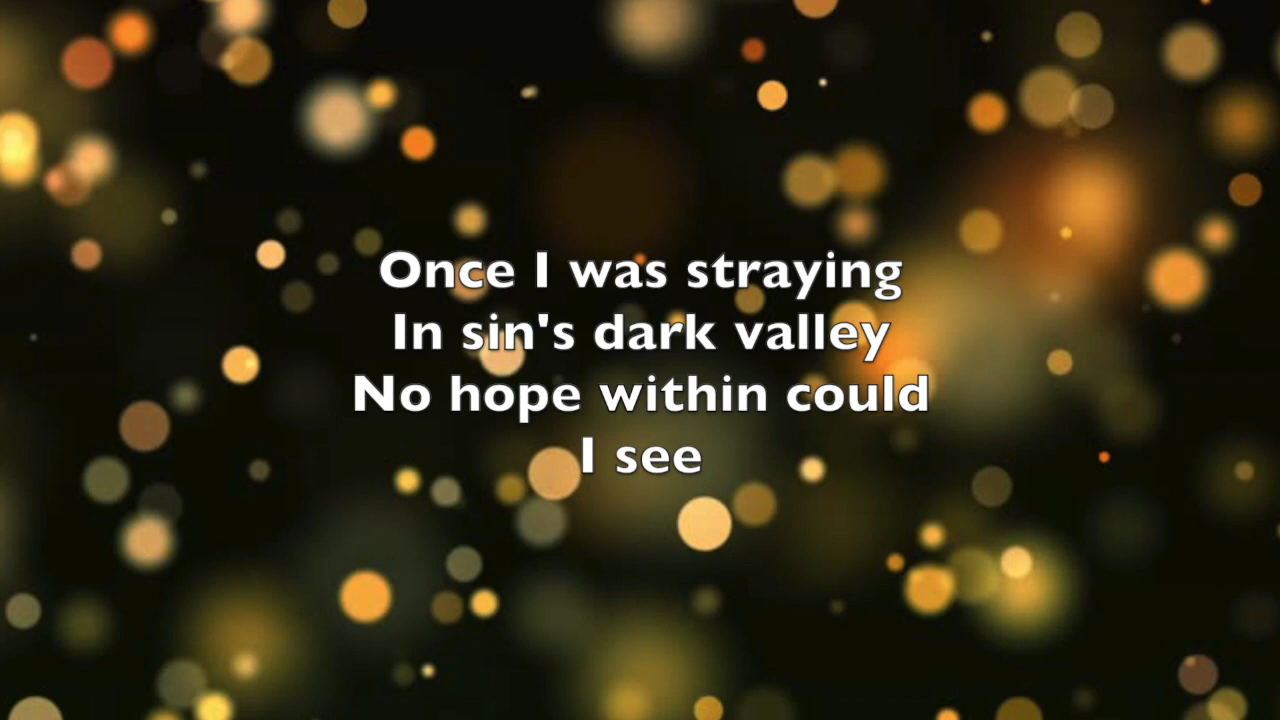 Once I was straying
In sin's dark valley
No hope within could
I see